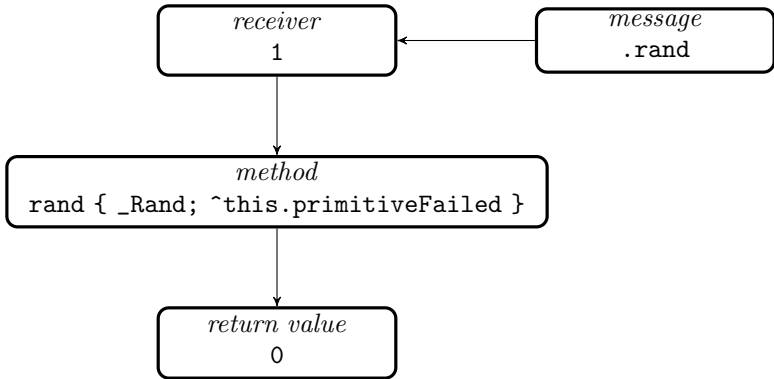 receiver
1
message
.rand
method
rand { _Rand; ^this.primitiveFailed }
return value
0